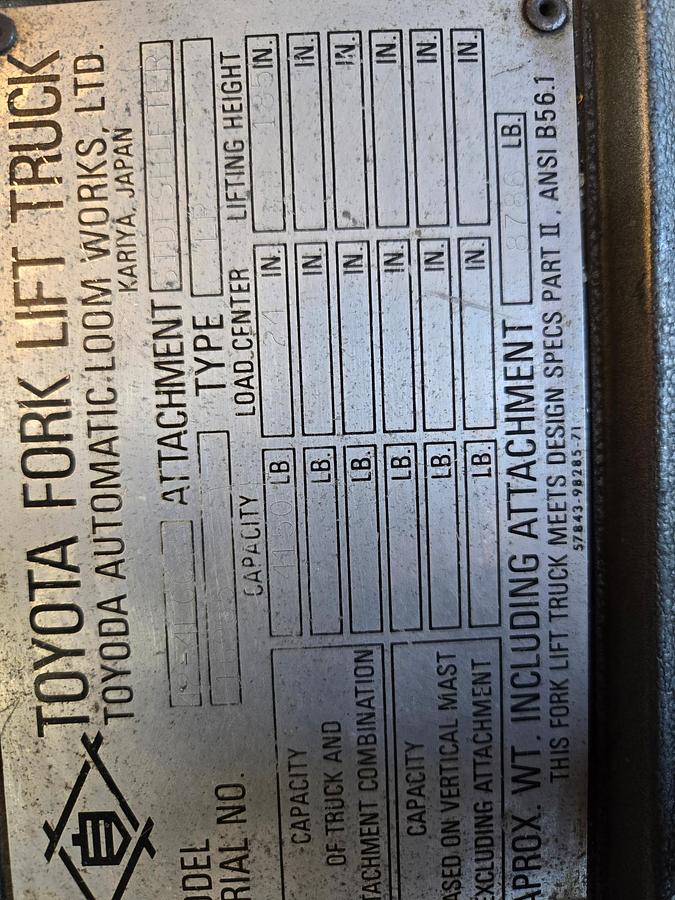 TOYOTA FORK LIFT TRUCK
TOYODA AUTOMATIC LOOM WORKS, LTD.
KARIYA, JAPAN
ODEL ATTACHMENT SIDESHIFTER
RIAL NO. TYPE
CAPACITY LOAD CENTER LIFTING HEIGHT
CAPACITY
OF TRUCK AND
TACHMENT COMBINATION
LB. 24 IN. IN.
LB. IN. IN.
LB. IN. IN.
CAPACITY
ASED ON VERTICAL MAST
EXCLUDING ATTACHMENT
LB. IN. IN.
LB. IN. IN.
LB. IN. IN.
APROX. WT. INCLUDING ATTACHMENT LB.
THIS FORK LIFT TRUCK MEETS DESIGN SPECS PART II, ANSI B56.1
57843-98285-71